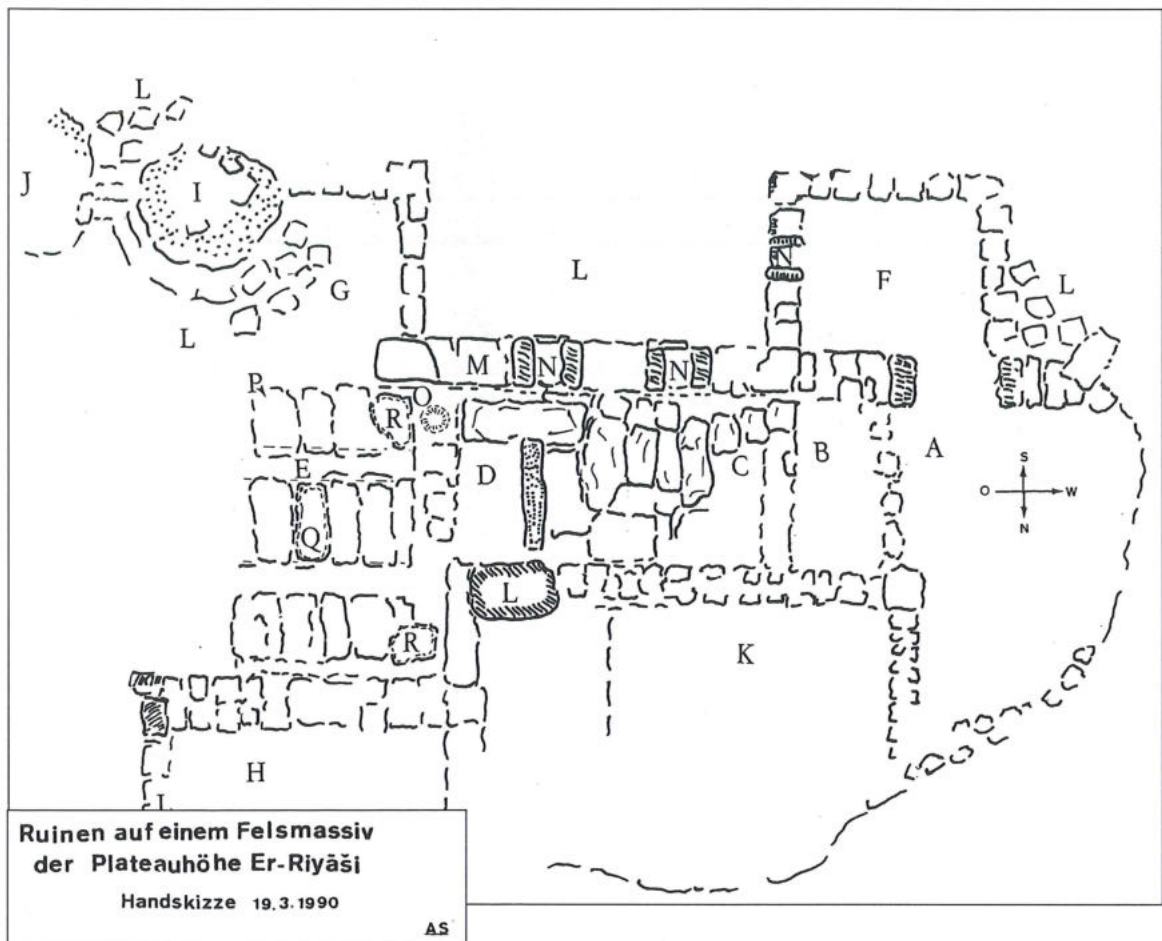 L
J
I
G
L
L
N
F
L
M
N
N
P
R
O
E
D
C
B
A
S
O W
N
Q
L
R
K
H
L
Ruinen auf einem Felsmassiv
der Plateauhöhe Er-Riyāši
Handskizze 19.3.1990
AS